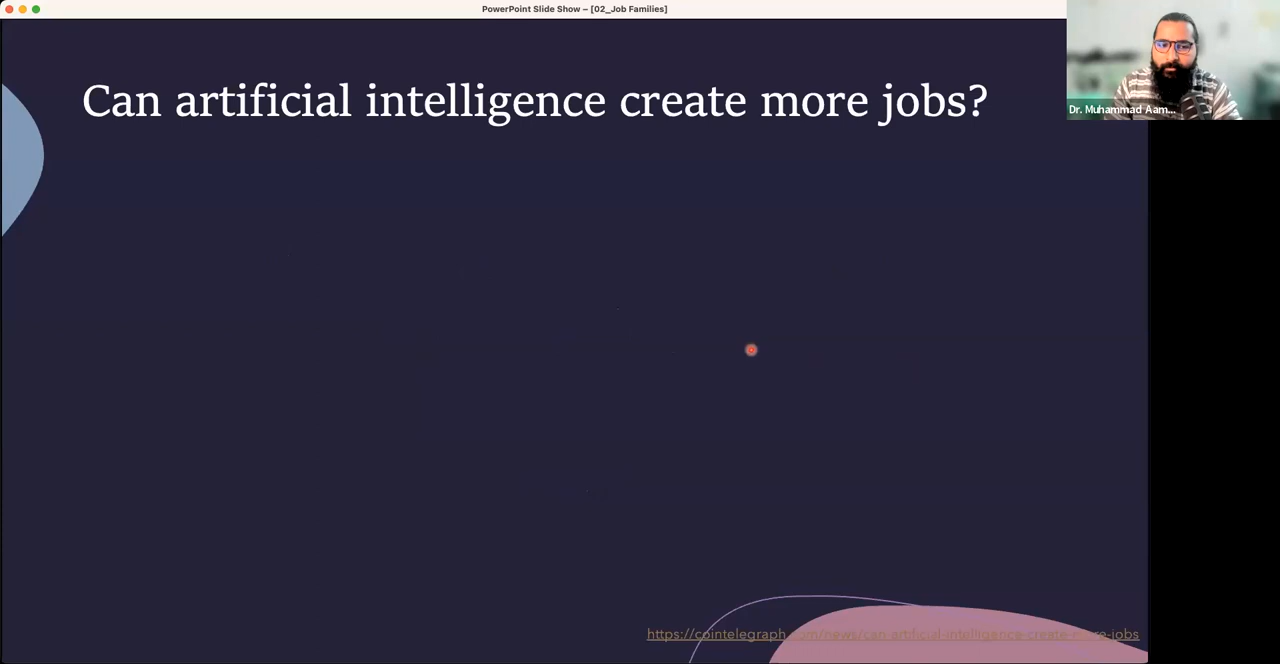 PowerPoint Slide Show – [02_Job Families]
Can artificial intelligence create more jobs?
Dr. Muhammad Aam...
https://cointelegraph.com/news/can-artificial-intelligence-create-more-jobs